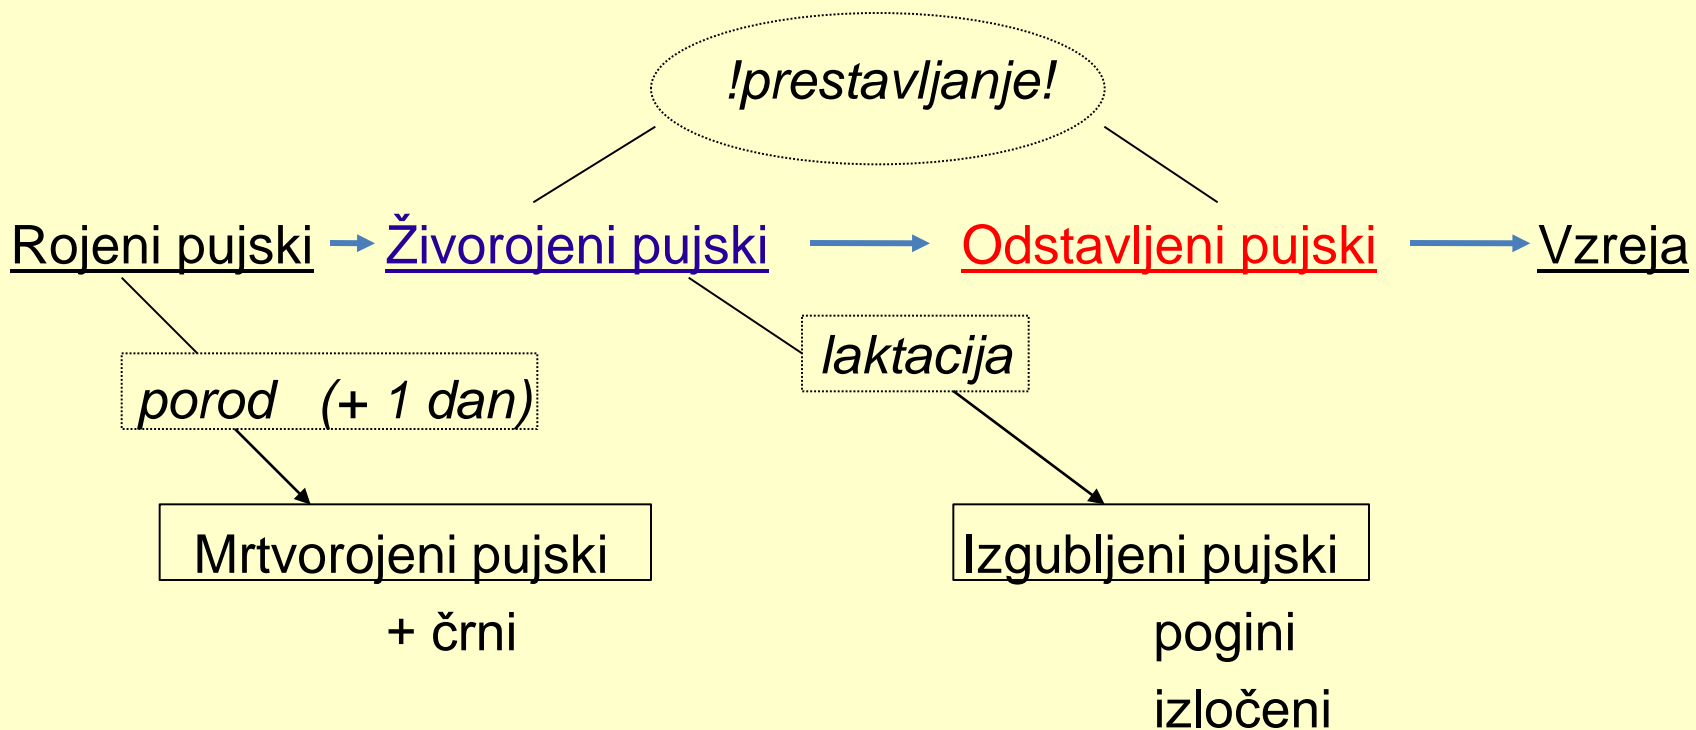 !prestavljanje!
Rojeni pujski Živorojeni pujski Odstavljeni pujski Vzreja
laktacija
porod (+ 1 dan)
Mrtvorojeni pujski Izgubljeni pujski
+ črni pogini
izločeni